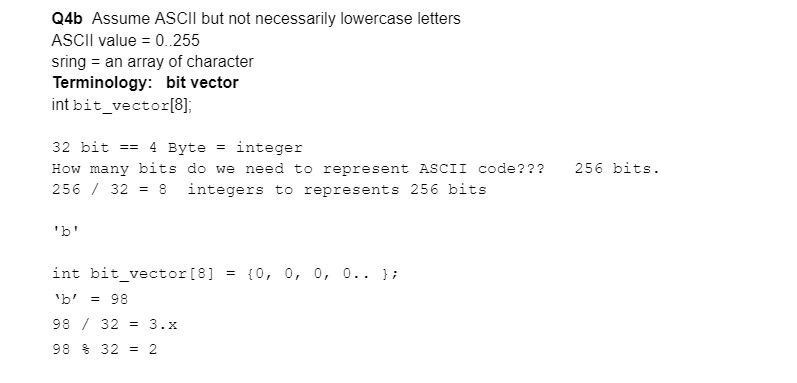 Q4b Assume ASCII but not necessarily lowercase letters
ASCII value = 0..255
sring = an array of character
Terminology: bit vector
int bit_vector[8];
32 bit == 4 Byte = integer
How many bits do we need to represent ASCII code??? 256 bits.
256 / 32 = 8 integers to represents 256 bits
'b'
int bit_vector[8] = {0, 0, 0, 0.. };
‘b’ = 98
98 / 32 = 3.x
98 % 32 = 2